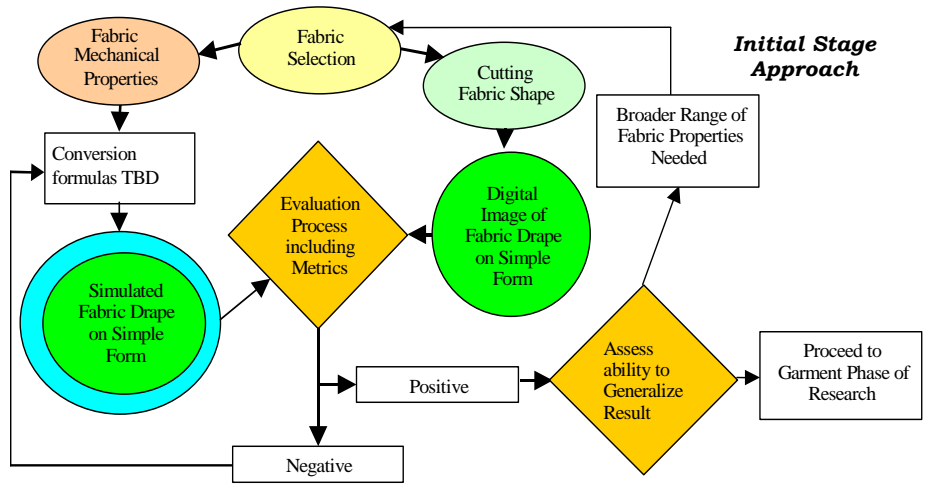 Initial Stage
Approach
Fabric
Mechanical
Properties
Fabric
Selection
Cutting
Fabric Shape
Broader Range of
Fabric Properties
Needed
Conversion
formulas TBD
Evaluation
Process
including
Metrics
Digital
Image of
Fabric Drape
on Simple
Form
Simulated
Fabric Drape
on Simple
Form
Assess
ability to
Generalize
Result
Proceed to
Garment Phase of
Research
Positive
Negative